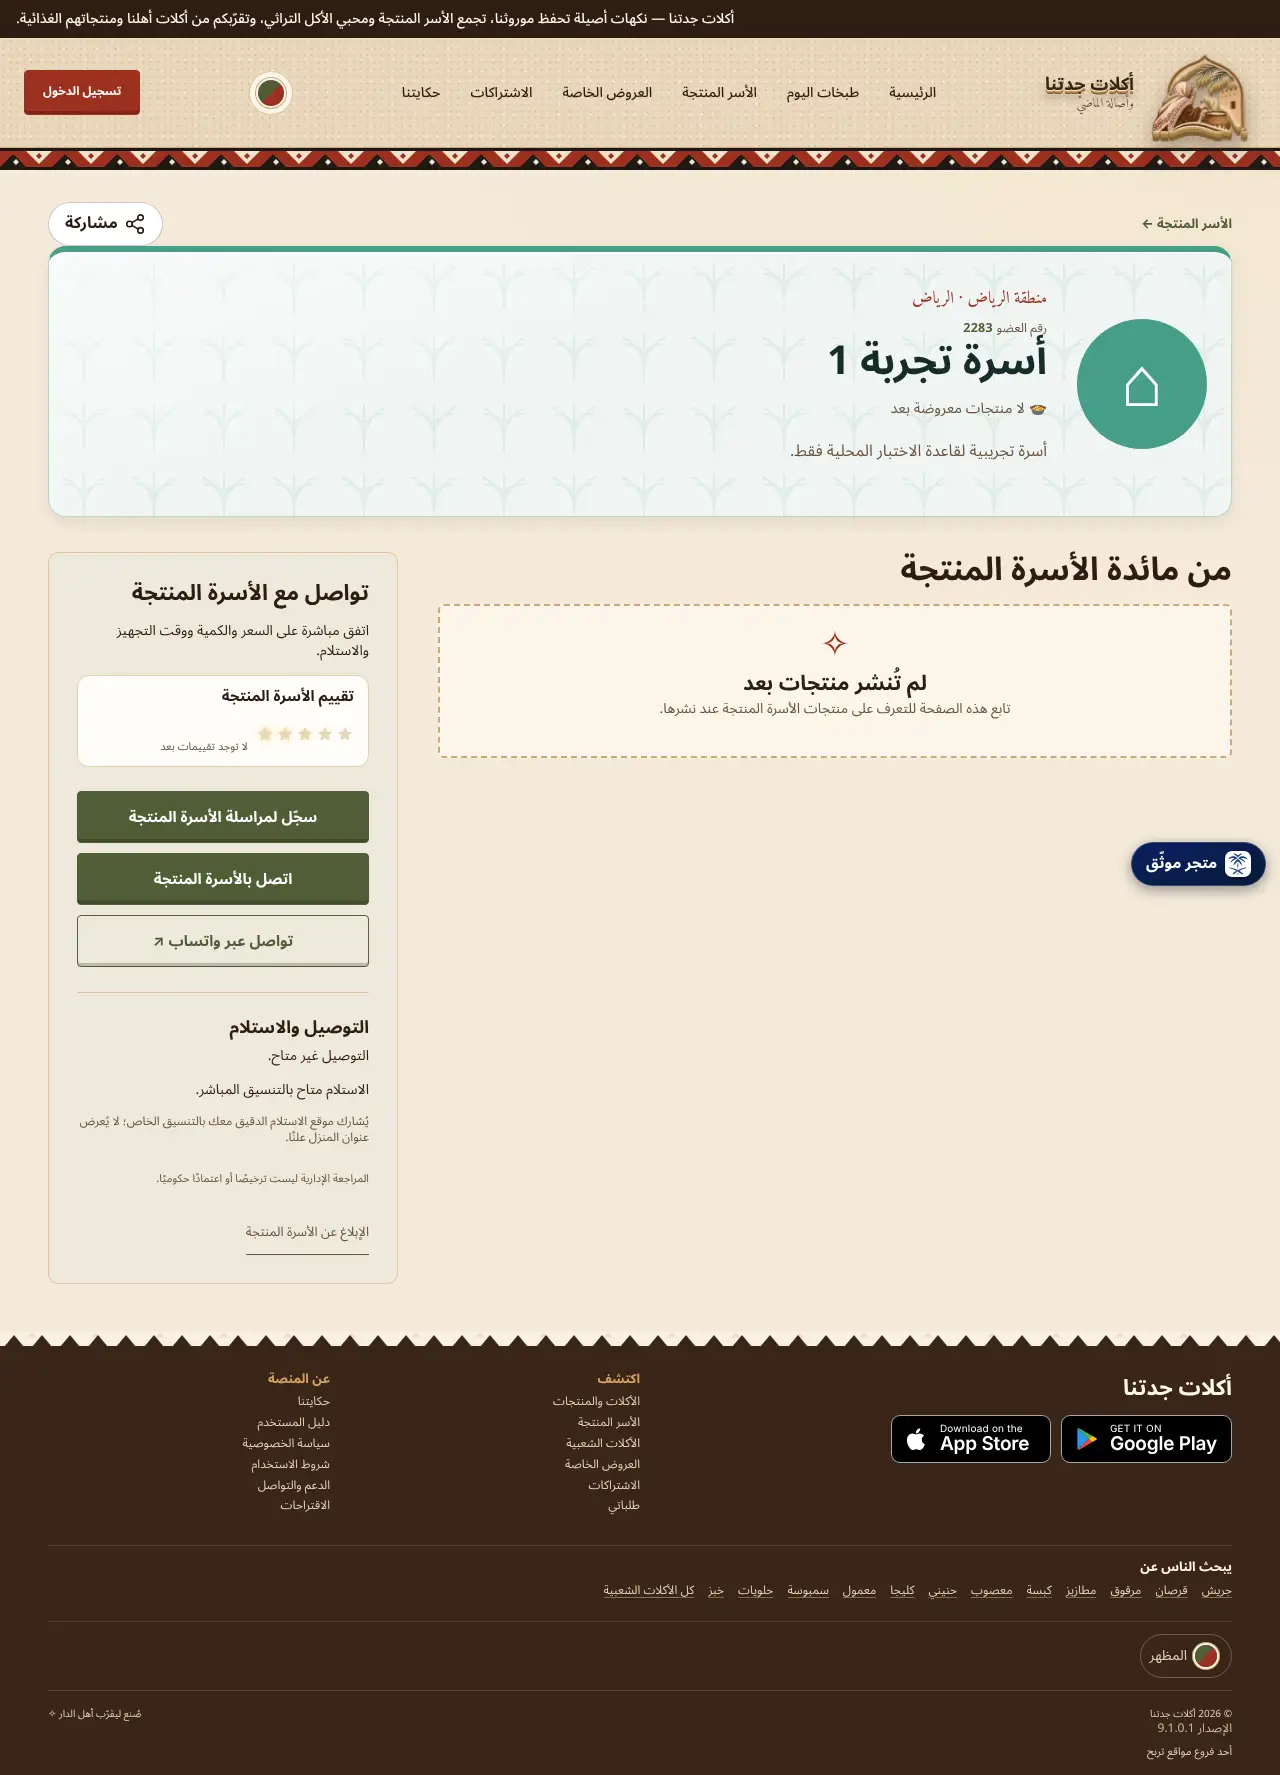 أكلات جدتنا — نكهات أصيلة تحفظ موروثنا، تجمع الأسر المنتجة ومحبي الأكل التراثي، وتقرّبكم من أكلات أهلنا ومنتجاتهم الغذائية.
أكلات جدتنا
وأصالة الماضي
الرئيسية
طبخات اليوم
الأسر المنتجة
العروض الخاصة
الاشتراكات
حكايتنا
تسجيل الدخول
الأسر المنتجة ←
مشاركة
منطقة الرياض · الرياض
رقم العضو 2283
أسرة تجربة 1
🍲 لا منتجات معروضة بعد
أسرة تجريبية لقاعدة الاختبار المحلية فقط.
من مائدة الأسرة المنتجة
لم تُنشر منتجات بعد
تابع هذه الصفحة للتعرف على منتجات الأسرة المنتجة عند نشرها.
تواصل مع الأسرة المنتجة
اتفق مباشرة على السعر والكمية ووقت التجهيز
والاستلام.
تقييم الأسرة المنتجة
★★★★★ لا توجد تقييمات بعد
سجّل لمراسلة الأسرة المنتجة
اتصل بالأسرة المنتجة
تواصل عبر واتساب ↗
التوصيل والاستلام
التوصيل غير متاح.
الاستلام متاح بالتنسيق المباشر.
يُشارك موقع الاستلام الدقيق معك بالتنسيق الخاص؛ لا يُعرض
عنوان المنزل علنًا.
المراجعة الإدارية ليست ترخيصًا أو اعتمادًا حكوميًا.
الإبلاغ عن الأسرة المنتجة
متجر موثّق
أكلات جدتنا
GET IT ON
Google Play
Download on the
App Store
اكتشف
الأكلات والمنتجات
الأسر المنتجة
الأكلات الشعبية
العروض الخاصة
الاشتراكات
طلباتي
عن المنصة
حكايتنا
دليل المستخدم
سياسة الخصوصية
شروط الاستخدام
الدعم والتواصل
الاقتراحات
يبحث الناس عن
جريش قرصان مرقوق مطازيز كبسة معصوب حنيني كليجا معمول سمبوسة حلويات خبز كل الأكلات الشعبية
المظهر
© 2026 أكلات جدتنا
الإصدار 9.1.0.1
أحد فروع مواقع تربح
صُنع ليقرّب أهل الدار ✧